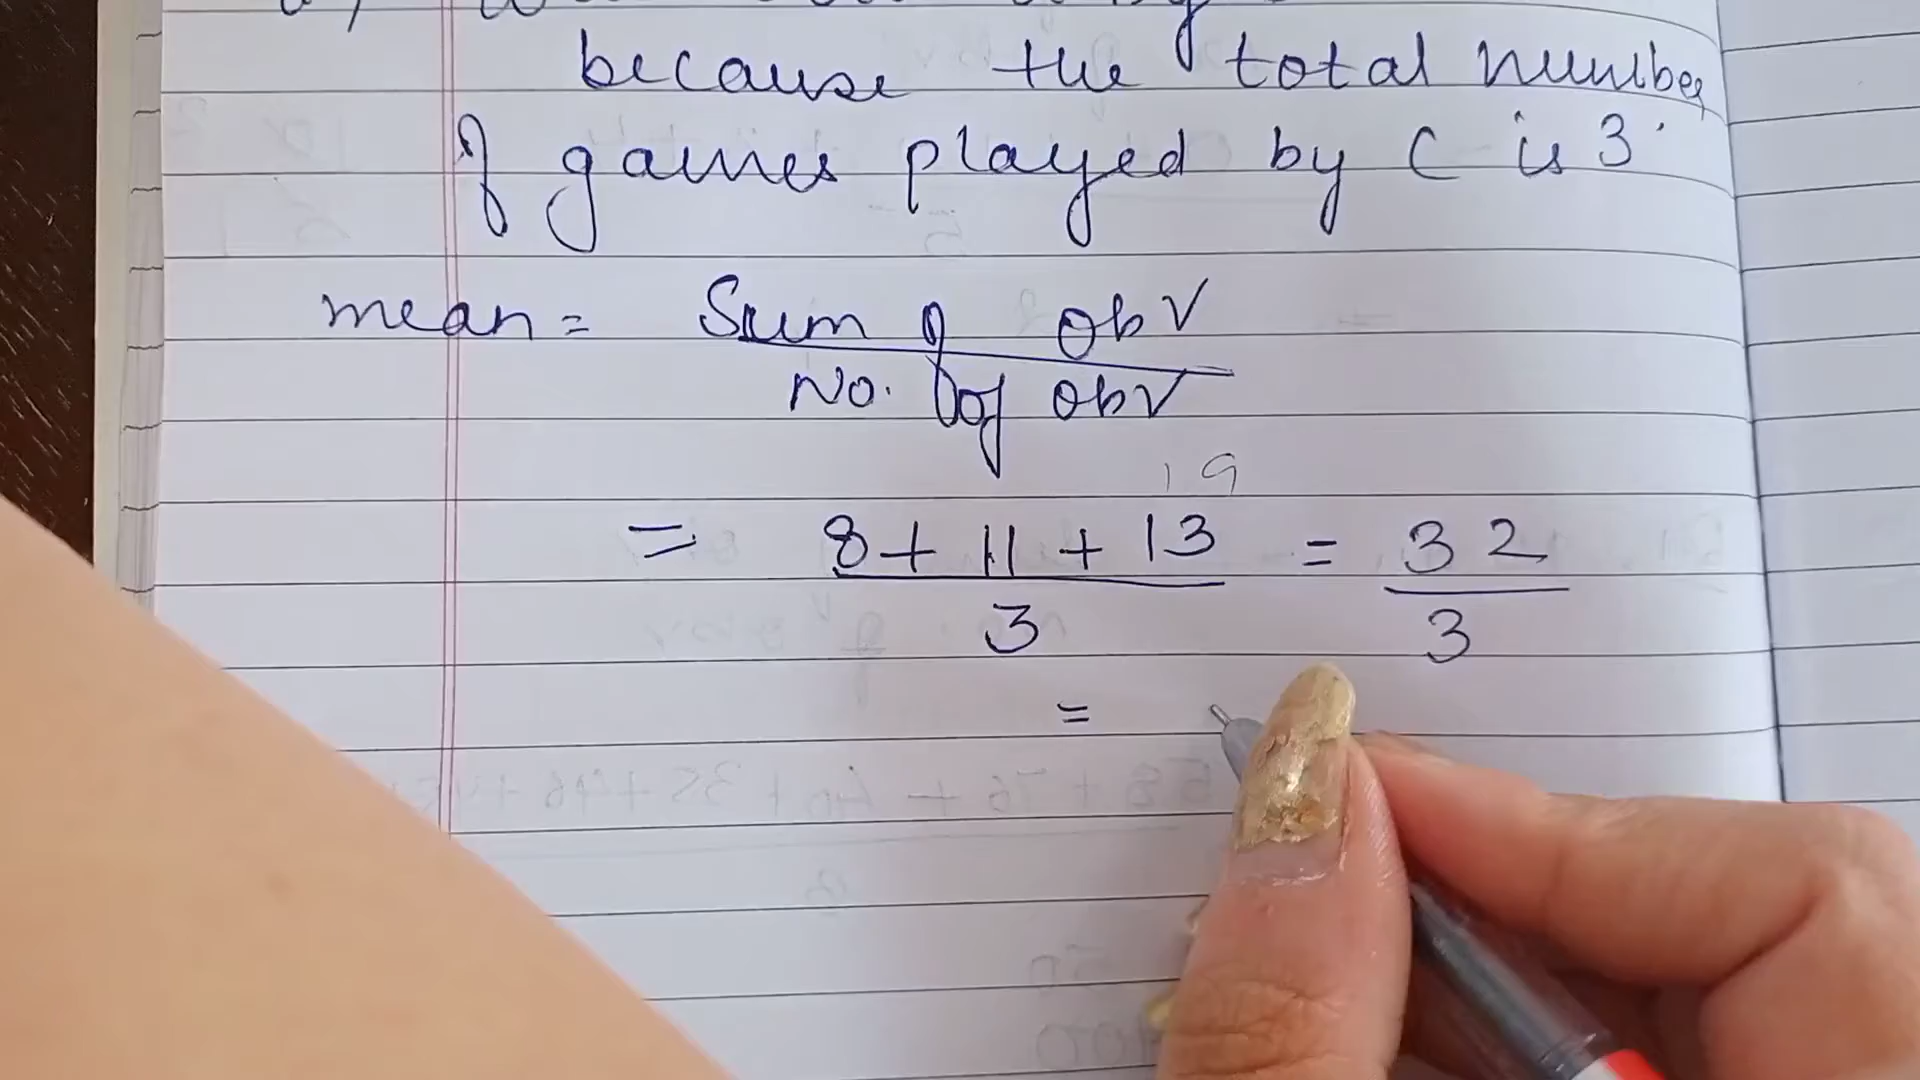 because the total number
of games played by C is 3.
mean = Sum of obv
No. of obv
19
= 8 + 11 + 13 = 32
3 3
=